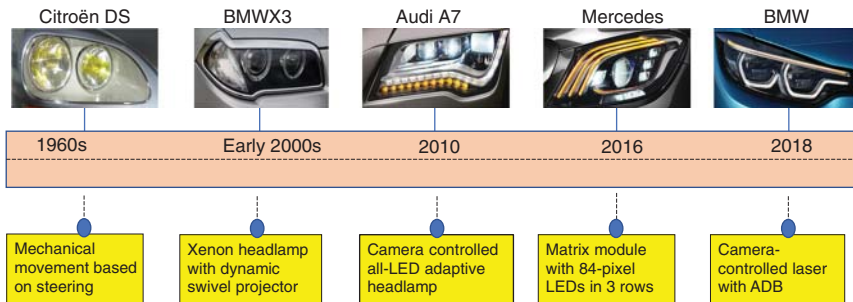 Citroën DS
BMWX3
Audi A7
Mercedes
BMW
1960s
Early 2000s
2010
2016
2018
Mechanical
movement based
on steering
Xenon headlamp
with dynamic
swivel projector
Camera controlled
all-LED adaptive
headlamp
Matrix module
with 84-pixel
LEDs in 3 rows
Camera-
controlled laser
with ADB